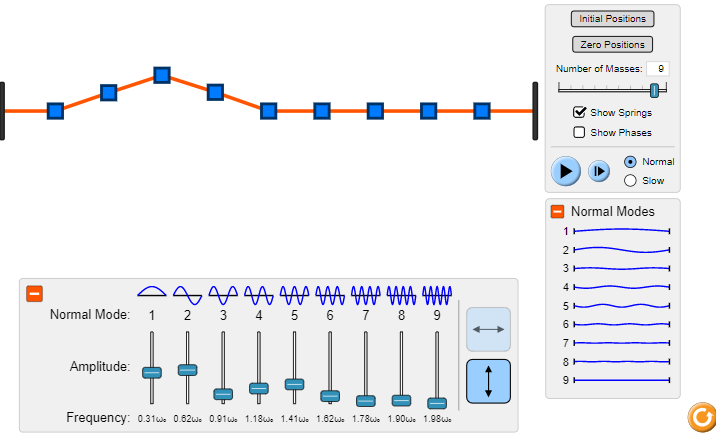 Initial Positions
Zero Positions
Number of Masses: 9
Show Springs
Show Phases
Normal
Slow
Normal Modes
1
2
3
4
5
6
7
8
9
Normal Mode: 1 2 3 4 5 6 7 8 9
Amplitude:
Frequency: 0.31ω₀ 0.62ω₀ 0.91ω₀ 1.18ω₀ 1.41ω₀ 1.62ω₀ 1.78ω₀ 1.90ω₀ 1.98ω₀